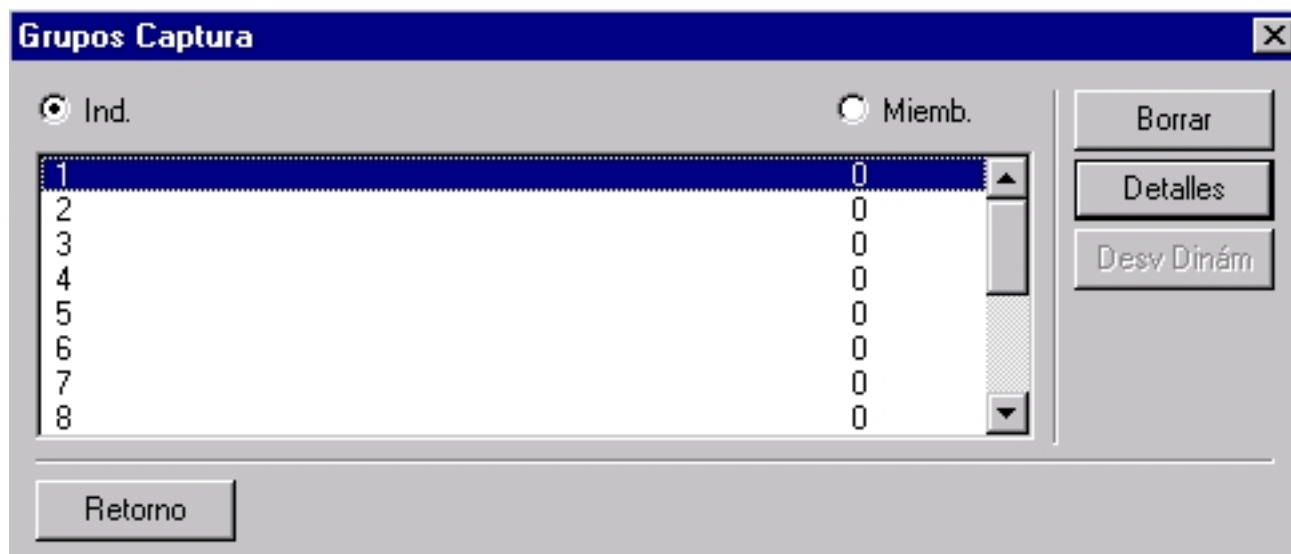 Grupos Captura
Ind. Miemb.
1 0
2 0
3 0
4 0
5 0
6 0
7 0
8 0
Borrar
Detalles
Desv Dinám
Retorno